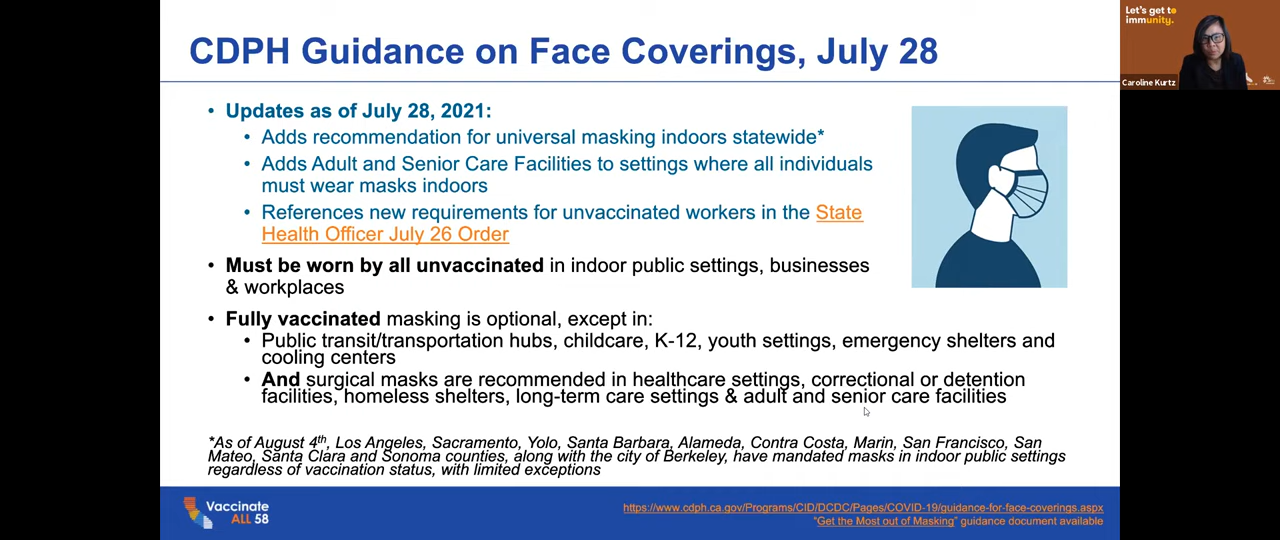 CDPH Guidance on Face Coverings, July 28
Let's get to
immunity.
Caroline Kurtz
• Updates as of July 28, 2021:
• Adds recommendation for universal masking indoors statewide*
• Adds Adult and Senior Care Facilities to settings where all individuals
must wear masks indoors
• References new requirements for unvaccinated workers in the State
Health Officer July 26 Order
• Must be worn by all unvaccinated in indoor public settings, businesses
& workplaces
• Fully vaccinated masking is optional, except in:
• Public transit/transportation hubs, childcare, K-12, youth settings, emergency shelters and
cooling centers
• And surgical masks are recommended in healthcare settings, correctional or detention
facilities, homeless shelters, long-term care settings & adult and senior care facilities
*As of August 4th, Los Angeles, Sacramento, Yolo, Santa Barbara, Alameda, Contra Costa, Marin, San Francisco, San
Mateo, Santa Clara and Sonoma counties, along with the city of Berkeley, have mandated masks in indoor public settings
regardless of vaccination status, with limited exceptions
Vaccinate
ALL 58
https://www.cdph.ca.gov/Programs/CID/DCDC/Pages/COVID-19/guidance-for-face-coverings.aspx
"Get the Most out of Masking" guidance document available